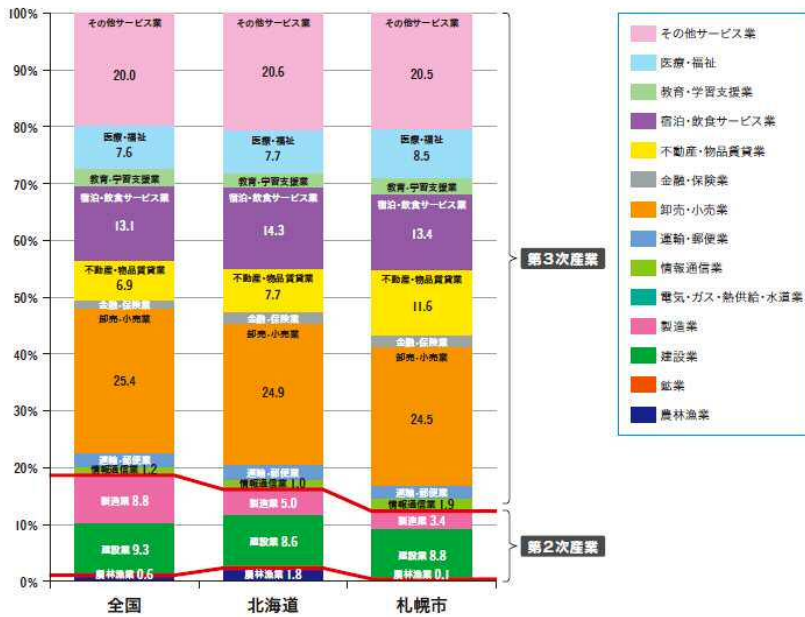 100%
90%
80%
70%
60%
50%
40%
30%
20%
10%
0%
その他サービス業
20.0
医療・福祉
7.6
教育・学習支援業
宿泊・飲食サービス業
13.1
不動産・物品賃貸業
6.9
金融・保険業
卸売・小売業
25.4
運輸・郵便業
情報通信業 1.2
製造業 8.8
建設業 9.3
農林漁業 0.6
全国
その他サービス業
20.6
医療・福祉
7.7
教育・学習支援業
宿泊・飲食サービス業
14.3
不動産・物品賃貸業
7.7
金融・保険業
卸売・小売業
24.9
運輸・郵便業
情報通信業 1.0
製造業 5.0
建設業 8.6
農林漁業 1.8
北海道
その他サービス業
20.5
医療・福祉
8.5
教育・学習支援業
宿泊・飲食サービス業
13.4
不動産・物品賃貸業
11.6
金融・保険業
卸売・小売業
24.5
運輸・郵便業
情報通信業 1.9
製造業 3.4
建設業 8.8
農林漁業 0.1
札幌市
第3次産業
第2次産業
その他サービス業
医療・福祉
教育・学習支援業
宿泊・飲食サービス業
不動産・物品賃貸業
金融・保険業
卸売・小売業
運輸・郵便業
情報通信業
電気・ガス・熱供給・水道業
製造業
建設業
鉱業
農林漁業